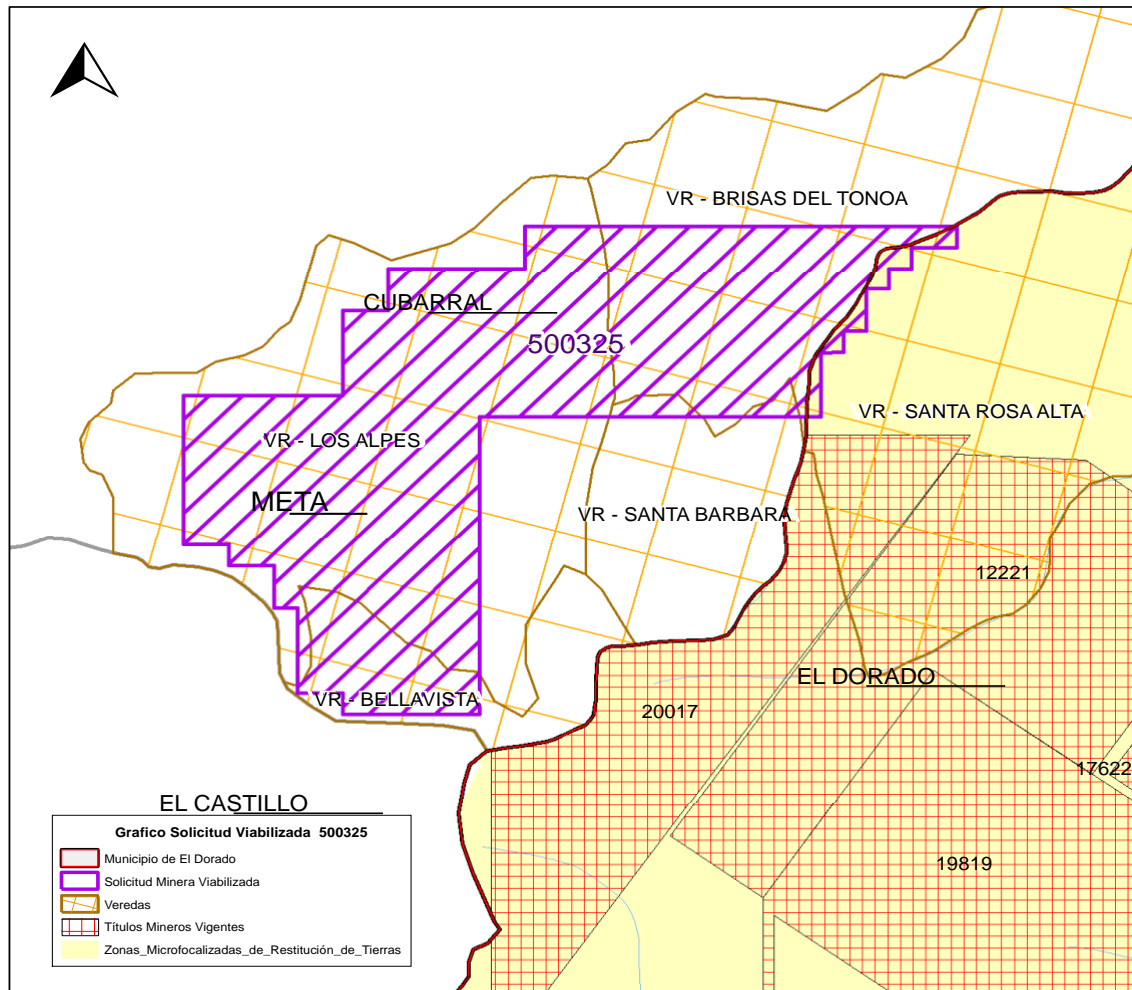 VR - BRISAS DEL TONOA
CUBARRAL
500325
VR - SANTA ROSA ALTA
VR - LOS ALPES
META
VR - SANTA BARBARA
12221
EL DORADO
VR - BELLAVISTA
20017
17622
EL CASTILLO
19819
Grafico Solicitud Viabilizada 500325
Municipio de El Dorado
Solicitud Minera Viabilizada
Veredas
Títulos Mineros Vigentes
Zonas_Microfocalizadas_de_Restitución_de_Tierras